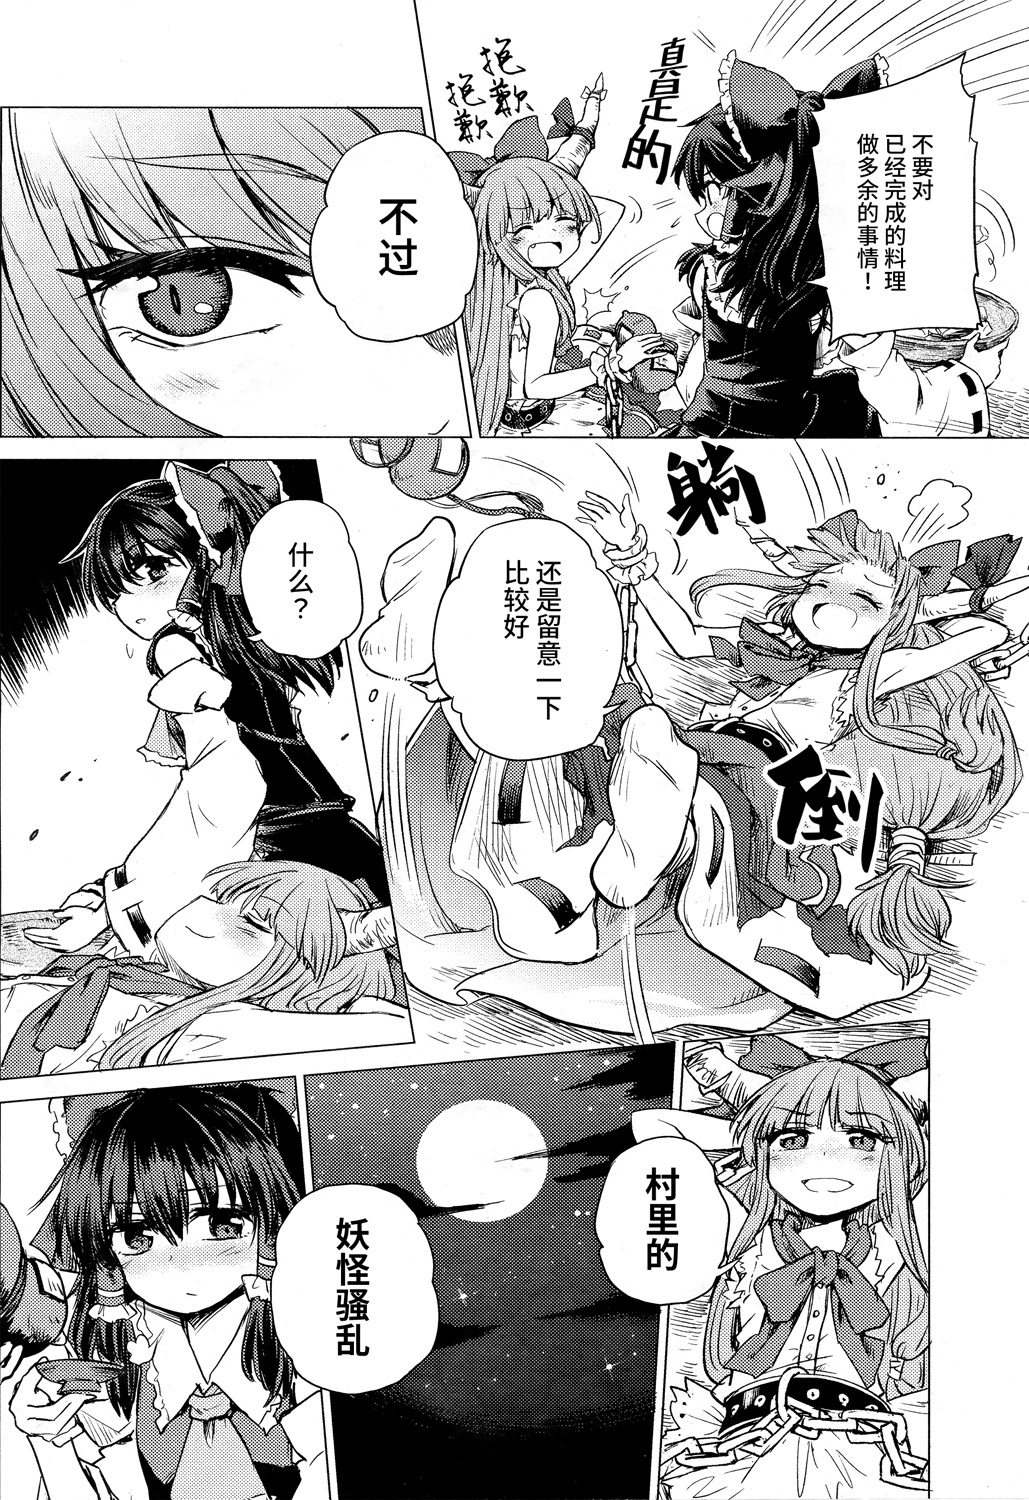 不要对
已经完成的料理
做多余的事情！
真是的
抱歉
抱歉
不过
躺
倒
还是留意一下
比较好
什么？
村里的
妖怪骚乱